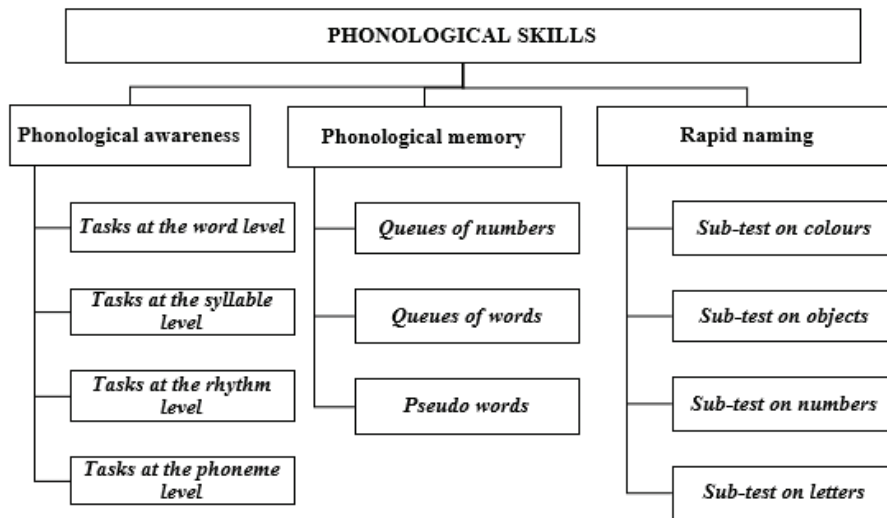 PHONOLOGICAL SKILLS
Phonological awareness
Tasks at the word level
Tasks at the syllable
level
Tasks at the rhythm
level
Tasks at the phoneme
level
Phonological memory
Queues of numbers
Queues of words
Pseudo words
Rapid naming
Sub-test on colours
Sub-test on objects
Sub-test on numbers
Sub-test on letters